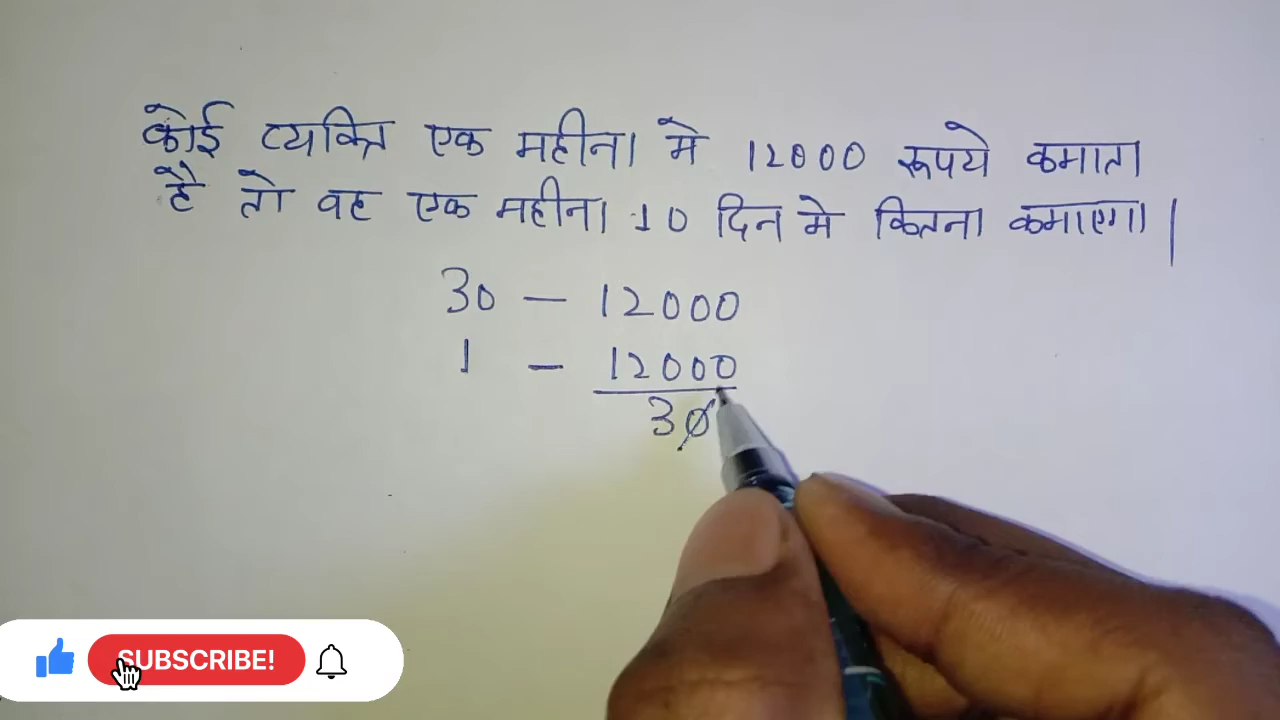 कोई व्यक्ति एक महीना मे 12000 रूपये कमाता
है तो वह एक महीना 10 दिन मे कितना कमाएगा |
30 — 12000
1 — 12000
30
SUBSCRIBE!